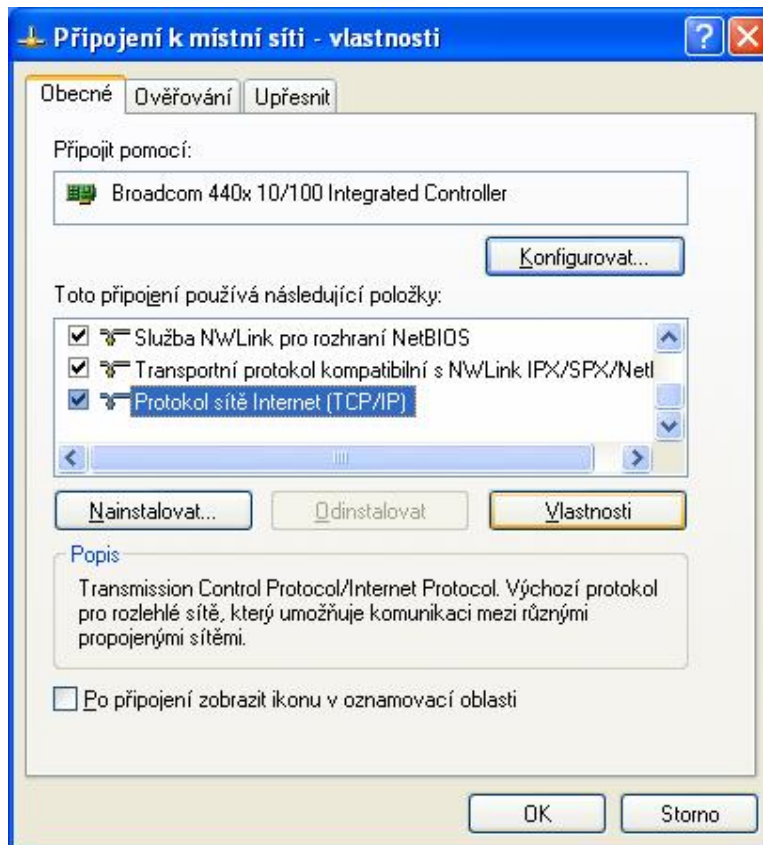 Připojení k místní síti - vlastnosti
Obecné Ověřování Upřesnit
Připojit pomocí:
Broadcom 440x 10/100 Integrated Controller
Konfigurovat...
Toto připojení používá následující položky:
Služba NWLink pro rozhraní NetBIOS
Transportní protokol kompatibilní s NWLink IPX/SPX/Netl
Protokol sítě Internet (TCP/IP)
Nainstalovat... Odinstalovat Vlastnosti
Popis
Transmission Control Protocol/Internet Protocol. Výchozí protokol
pro rozlehlé sítě, který umožňuje komunikaci mezi různými
propojenými sítěmi.
Po připojení zobrazit ikonu v oznamovací oblasti
OK Storno